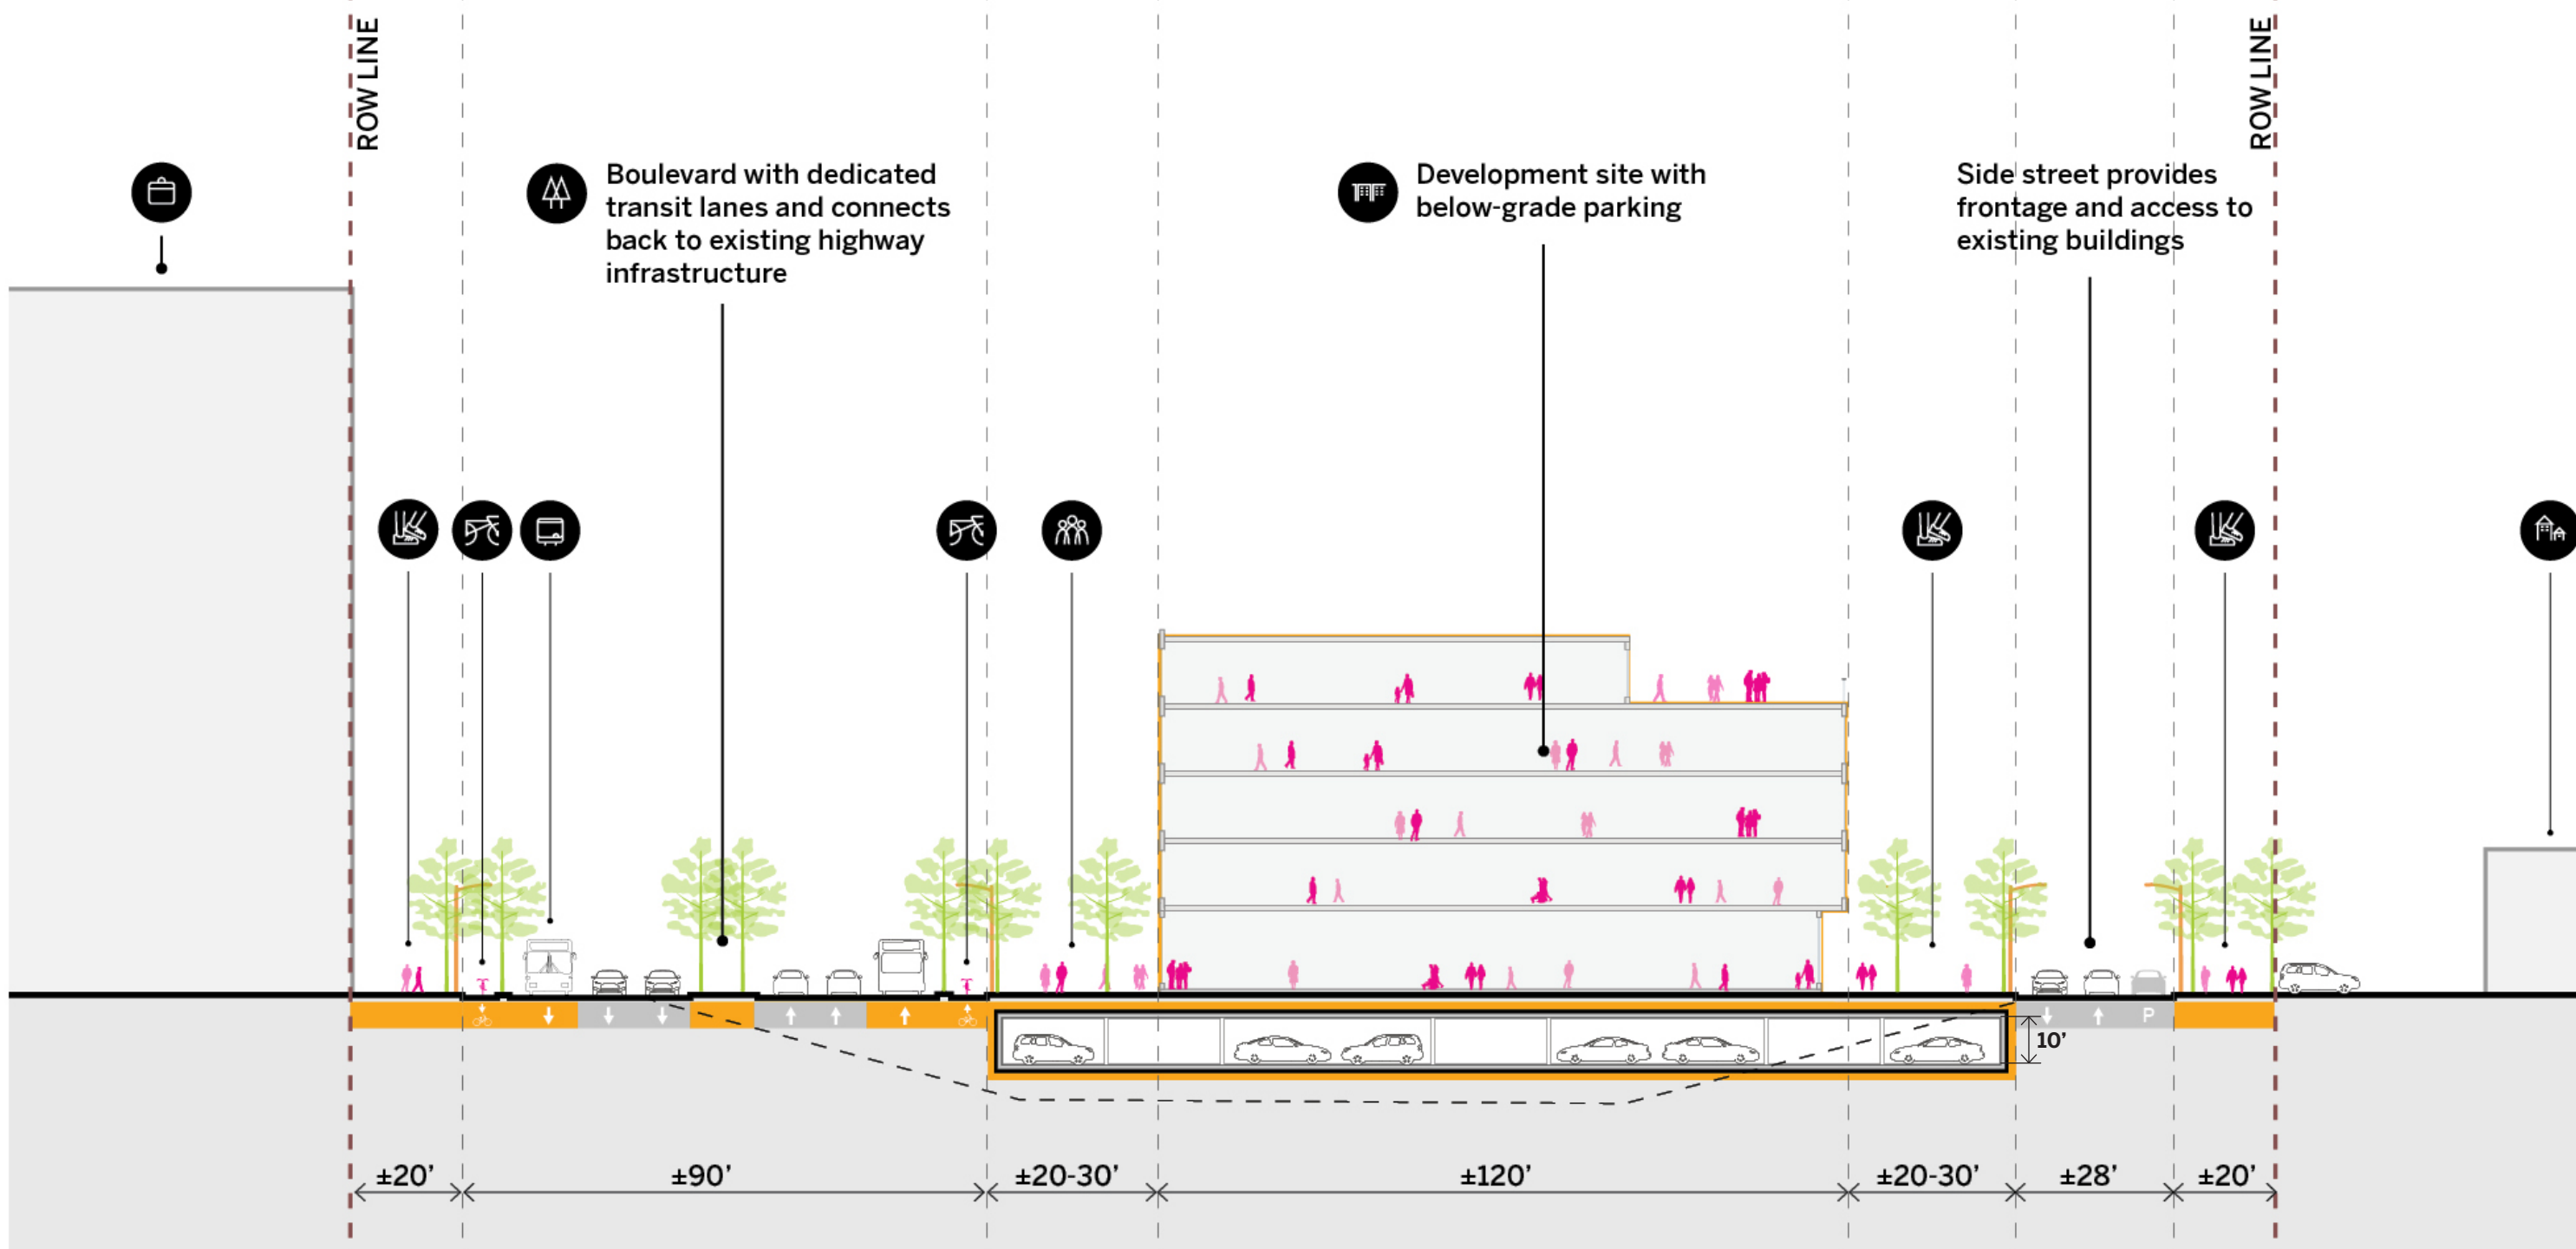 ROW LINE
ROW LINE
Boulevard with dedicated
transit lanes and connects
back to existing highway
infrastructure
Development site with
below-grade parking
Side street provides
frontage and access to
existing buildings
P
10’
±20’
±90’
±20-30’
±120’
±20-30’
±28’
±20’